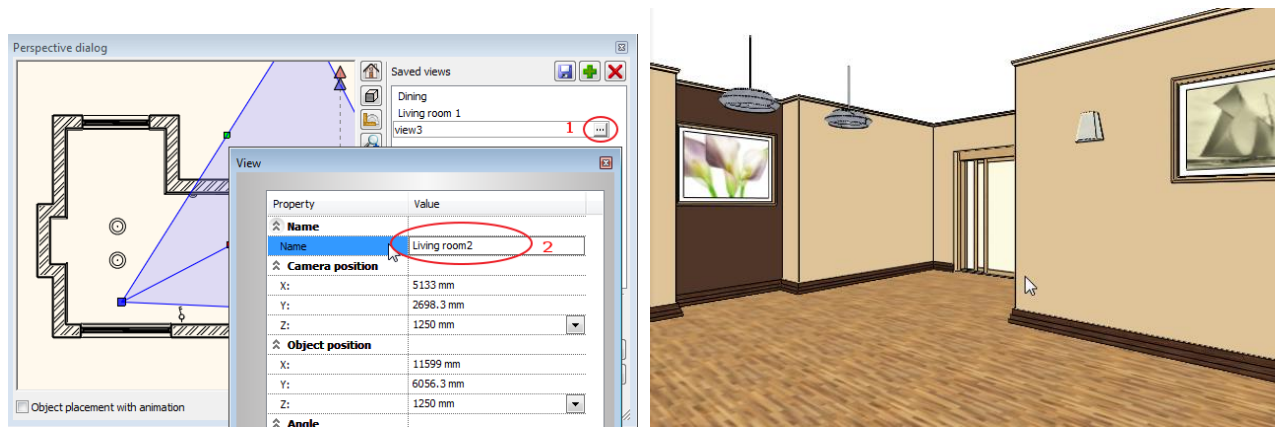 Perspective dialog
Saved views
Dining
Living room 1
view3
1
...
View
Property Value
Name
Name Living room2
2
Camera position
X: 5133 mm
Y: 2698.3 mm
Z: 1250 mm
Object position
X: 11599 mm
Y: 6056.3 mm
Z: 1250 mm
Angle
Object placement with animation